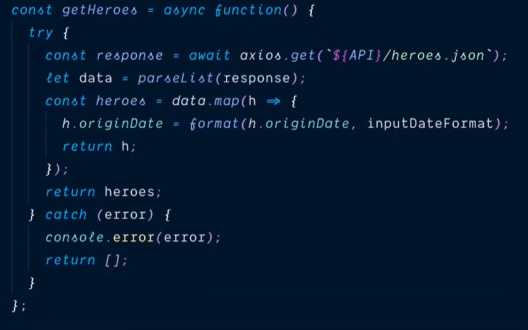 const getHeroes = async function() {
try {
const response = await axios.get(`${API}/heroes.json`);
let data = parseList(response);
const heroes = data.map(h => {
h.originDate = format(h.originDate, inputDateFormat);
return h;
});
return heroes;
} catch (error) {
console.error(error);
return [];
}
};